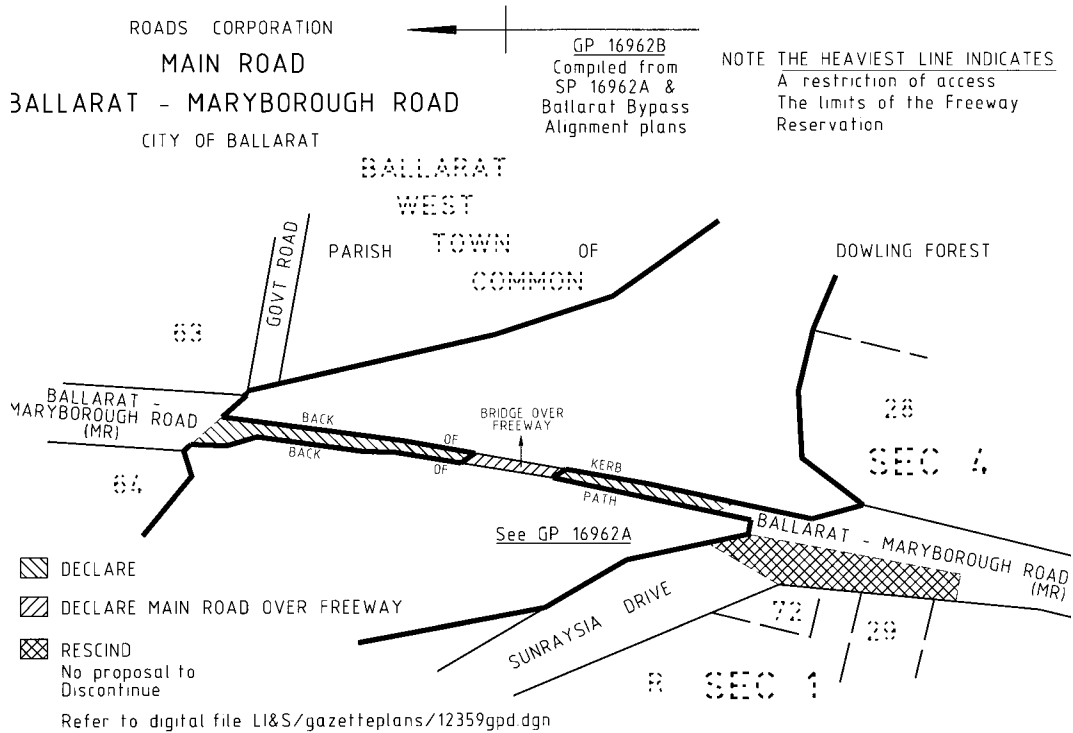 ROADS CORPORATION
MAIN ROAD
BALLARAT - MARYBOROUGH ROAD
CITY OF BALLARAT
GP 16962B
Compiled from
SP 16962A &
Ballarat Bypass
Alignment plans
NOTE THE HEAVIEST LINE INDICATES
A restriction of access
The limits of the Freeway
Reservation
BALLARAT
WEST
TOWN
COMMON
PARISH OF
DOWLING FOREST
GOVT ROAD
63
BALLARAT -
MARYBOROUGH ROAD
(MR)
64
BACK OF
BACK OF
BRIDGE OVER
FREEWAY
KERB
PATH
28
SEC 4
See GP 16962A
BALLARAT - MARYBOROUGH ROAD
(MR)
SUNRAYSIA DRIVE
72
29
R SEC 1
DECLARE
DECLARE MAIN ROAD OVER FREEWAY
RESCIND
No proposal to
Discontinue
Refer to digital file LI&S/gazetteplans/12359gpd.dgn